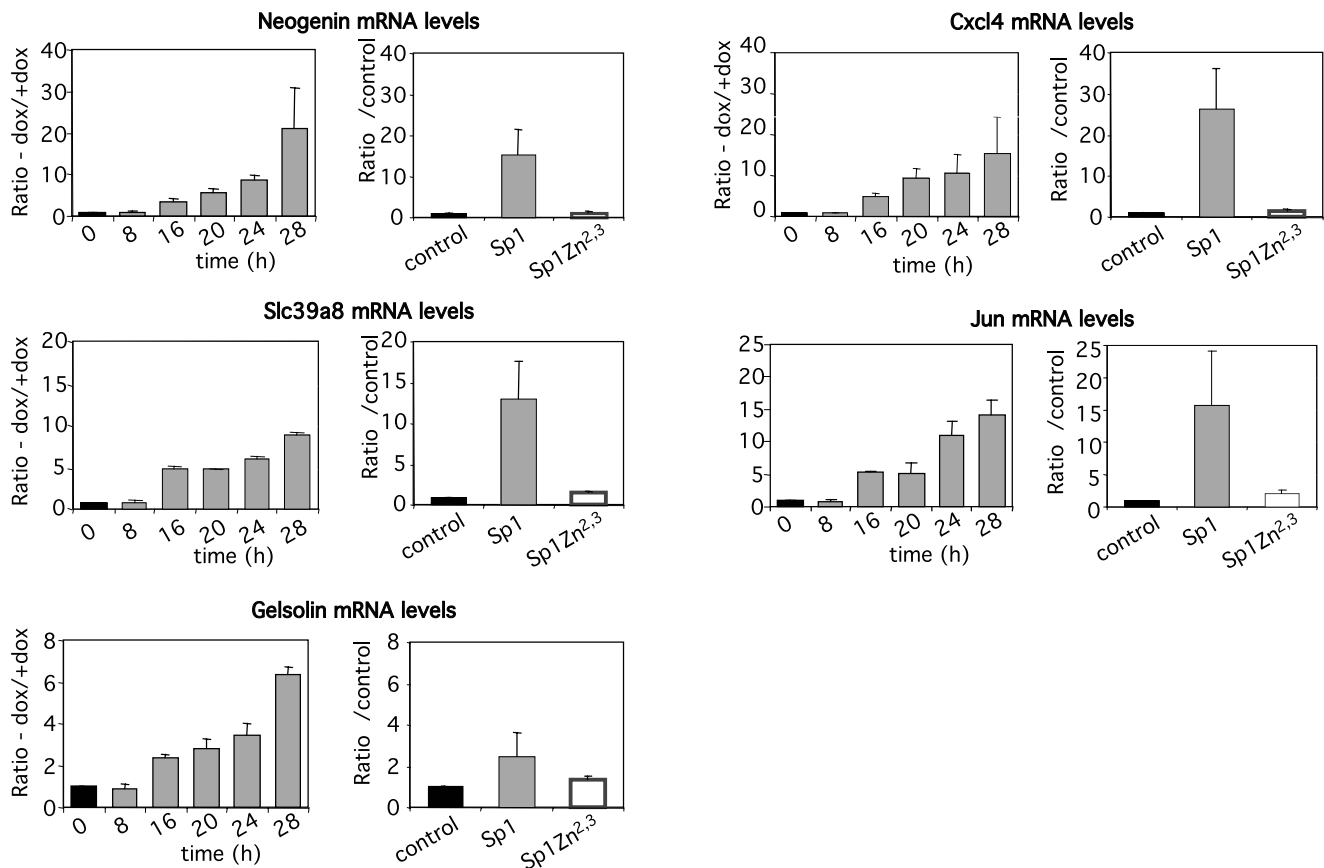 Neogenin mRNA levels
Ratio - dox/+dox
40
30
20
10
0
0 8 16 20 24 28
time (h)
Ratio /control
40
30
20
10
0
control Sp1 Sp1Zn2,3
Cxcl4 mRNA levels
Ratio - dox/+dox
40
30
20
10
0
0 8 16 20 24 28
time (h)
Ratio /control
40
30
20
10
0
control Sp1 Sp1Zn2,3
Slc39a8 mRNA levels
Ratio - dox/+dox
20
15
10
5
0
0 8 16 20 24 28
time (h)
Ratio /control
20
15
10
5
0
control Sp1 Sp1Zn2,3
Jun mRNA levels
Ratio - dox/+dox
25
20
15
10
5
0
0 8 16 20 24 28
time (h)
Ratio /control
25
20
15
10
5
0
control Sp1 Sp1Zn2,3
Gelsolin mRNA levels
Ratio - dox/+dox
8
6
4
2
0
0 8 16 20 24 28
time (h)
Ratio /control
8
6
4
2
0
control Sp1 Sp1Zn2,3